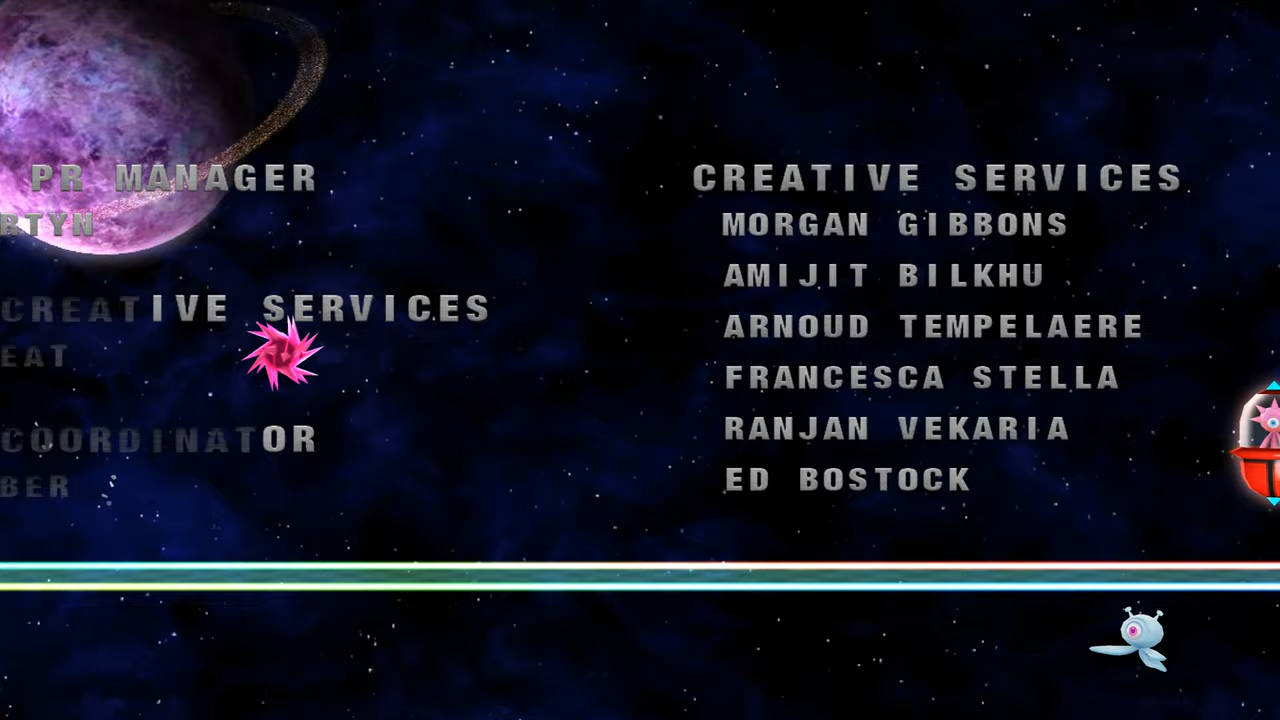 PR MANAGER
RTYN
CREATIVE SERVICES
EAT
COORDINATOR
BER
CREATIVE SERVICES
MORGAN GIBBONS
AMIJIT BILKHU
ARNOUD TEMPELAERE
FRANCESCA STELLA
RANJAN VEKARIA
ED BOSTOCK